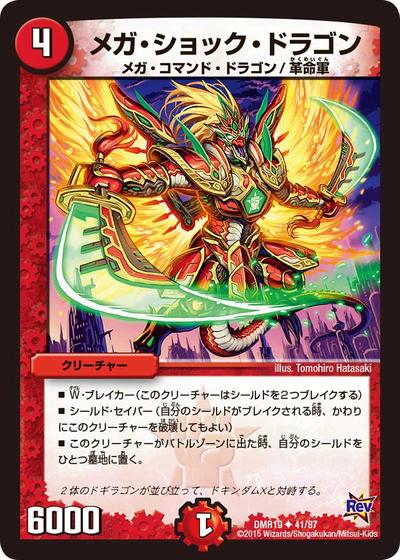 4
メガ・ショック・ドラゴン
メガ・コマンド・ドラゴン / 革命軍
かくめいぐん
クリーチャー
illus. Tomohiro Hatasaki
■ W・ブレイカー(このクリーチャーはシールドを2つブレイクする)
■ シールド・セイバー(自分のシールドがブレイクされる時、かわり
にこのクリーチャーを破壊してもよい)
■ このクリーチャーがバトルゾーンに出た時、自分のシールドを
ひとつ墓地に置く。
2体のドギラゴンが並び立って、ドキンダムXと対峙する。
6000
1
Rev
DMR19 ◆ 41/87
©2015 Wizards/Shogakukan/Mitsui-Kids